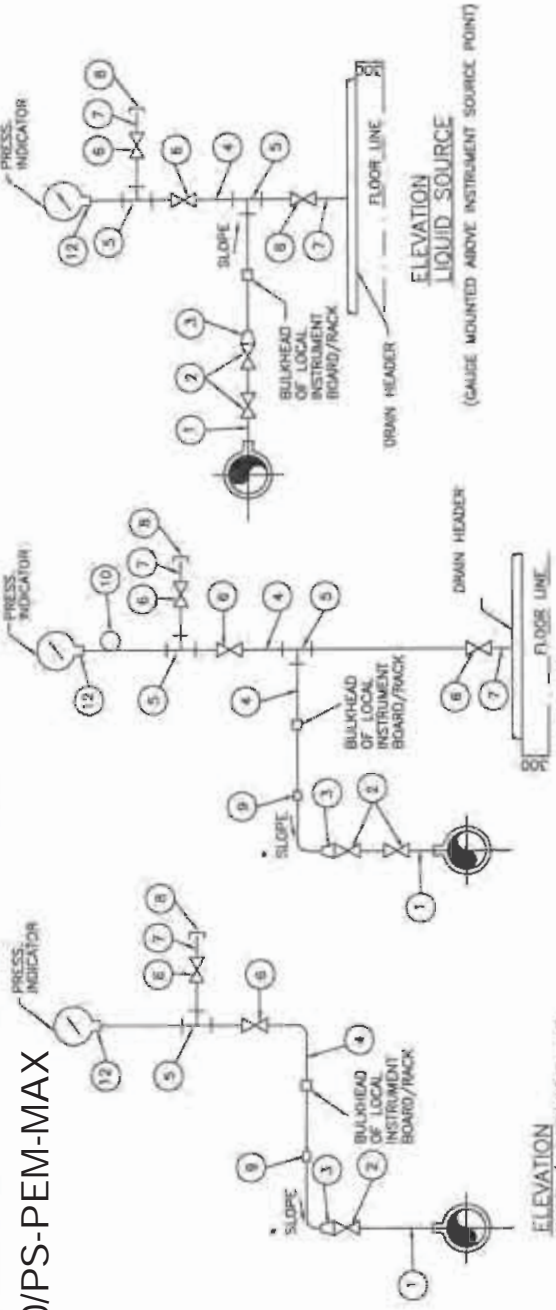 /PS-PEM-MAX
PRESS.
INDICATOR
12
5
6
7
8
6
4
BULKHEAD
OF LOCAL
INSTRUMENT
BOARD/RACK
9
* SLOPE
3
2
1
ELEVATION
PRESS.
INDICATOR
12
10
5
6
7
8
6
4
5
4
BULKHEAD
OF LOCAL
INSTRUMENT
BOARD/RACK
9
* SLOPE
3
2
1
6
7
DRAIN HEADER
FLOOR LINE
PRESS.
INDICATOR
12
5
6
7
8
6
4
5
SLOPE
6
7
3
2
1
BULKHEAD
OF LOCAL
INSTRUMENT
BOARD/RACK
DRAIN HEADER
FLOOR LINE
ELEVATION
LIQUID SOURCE
(GAUGE MOUNTED ABOVE INSTRUMENT SOURCE POINT)